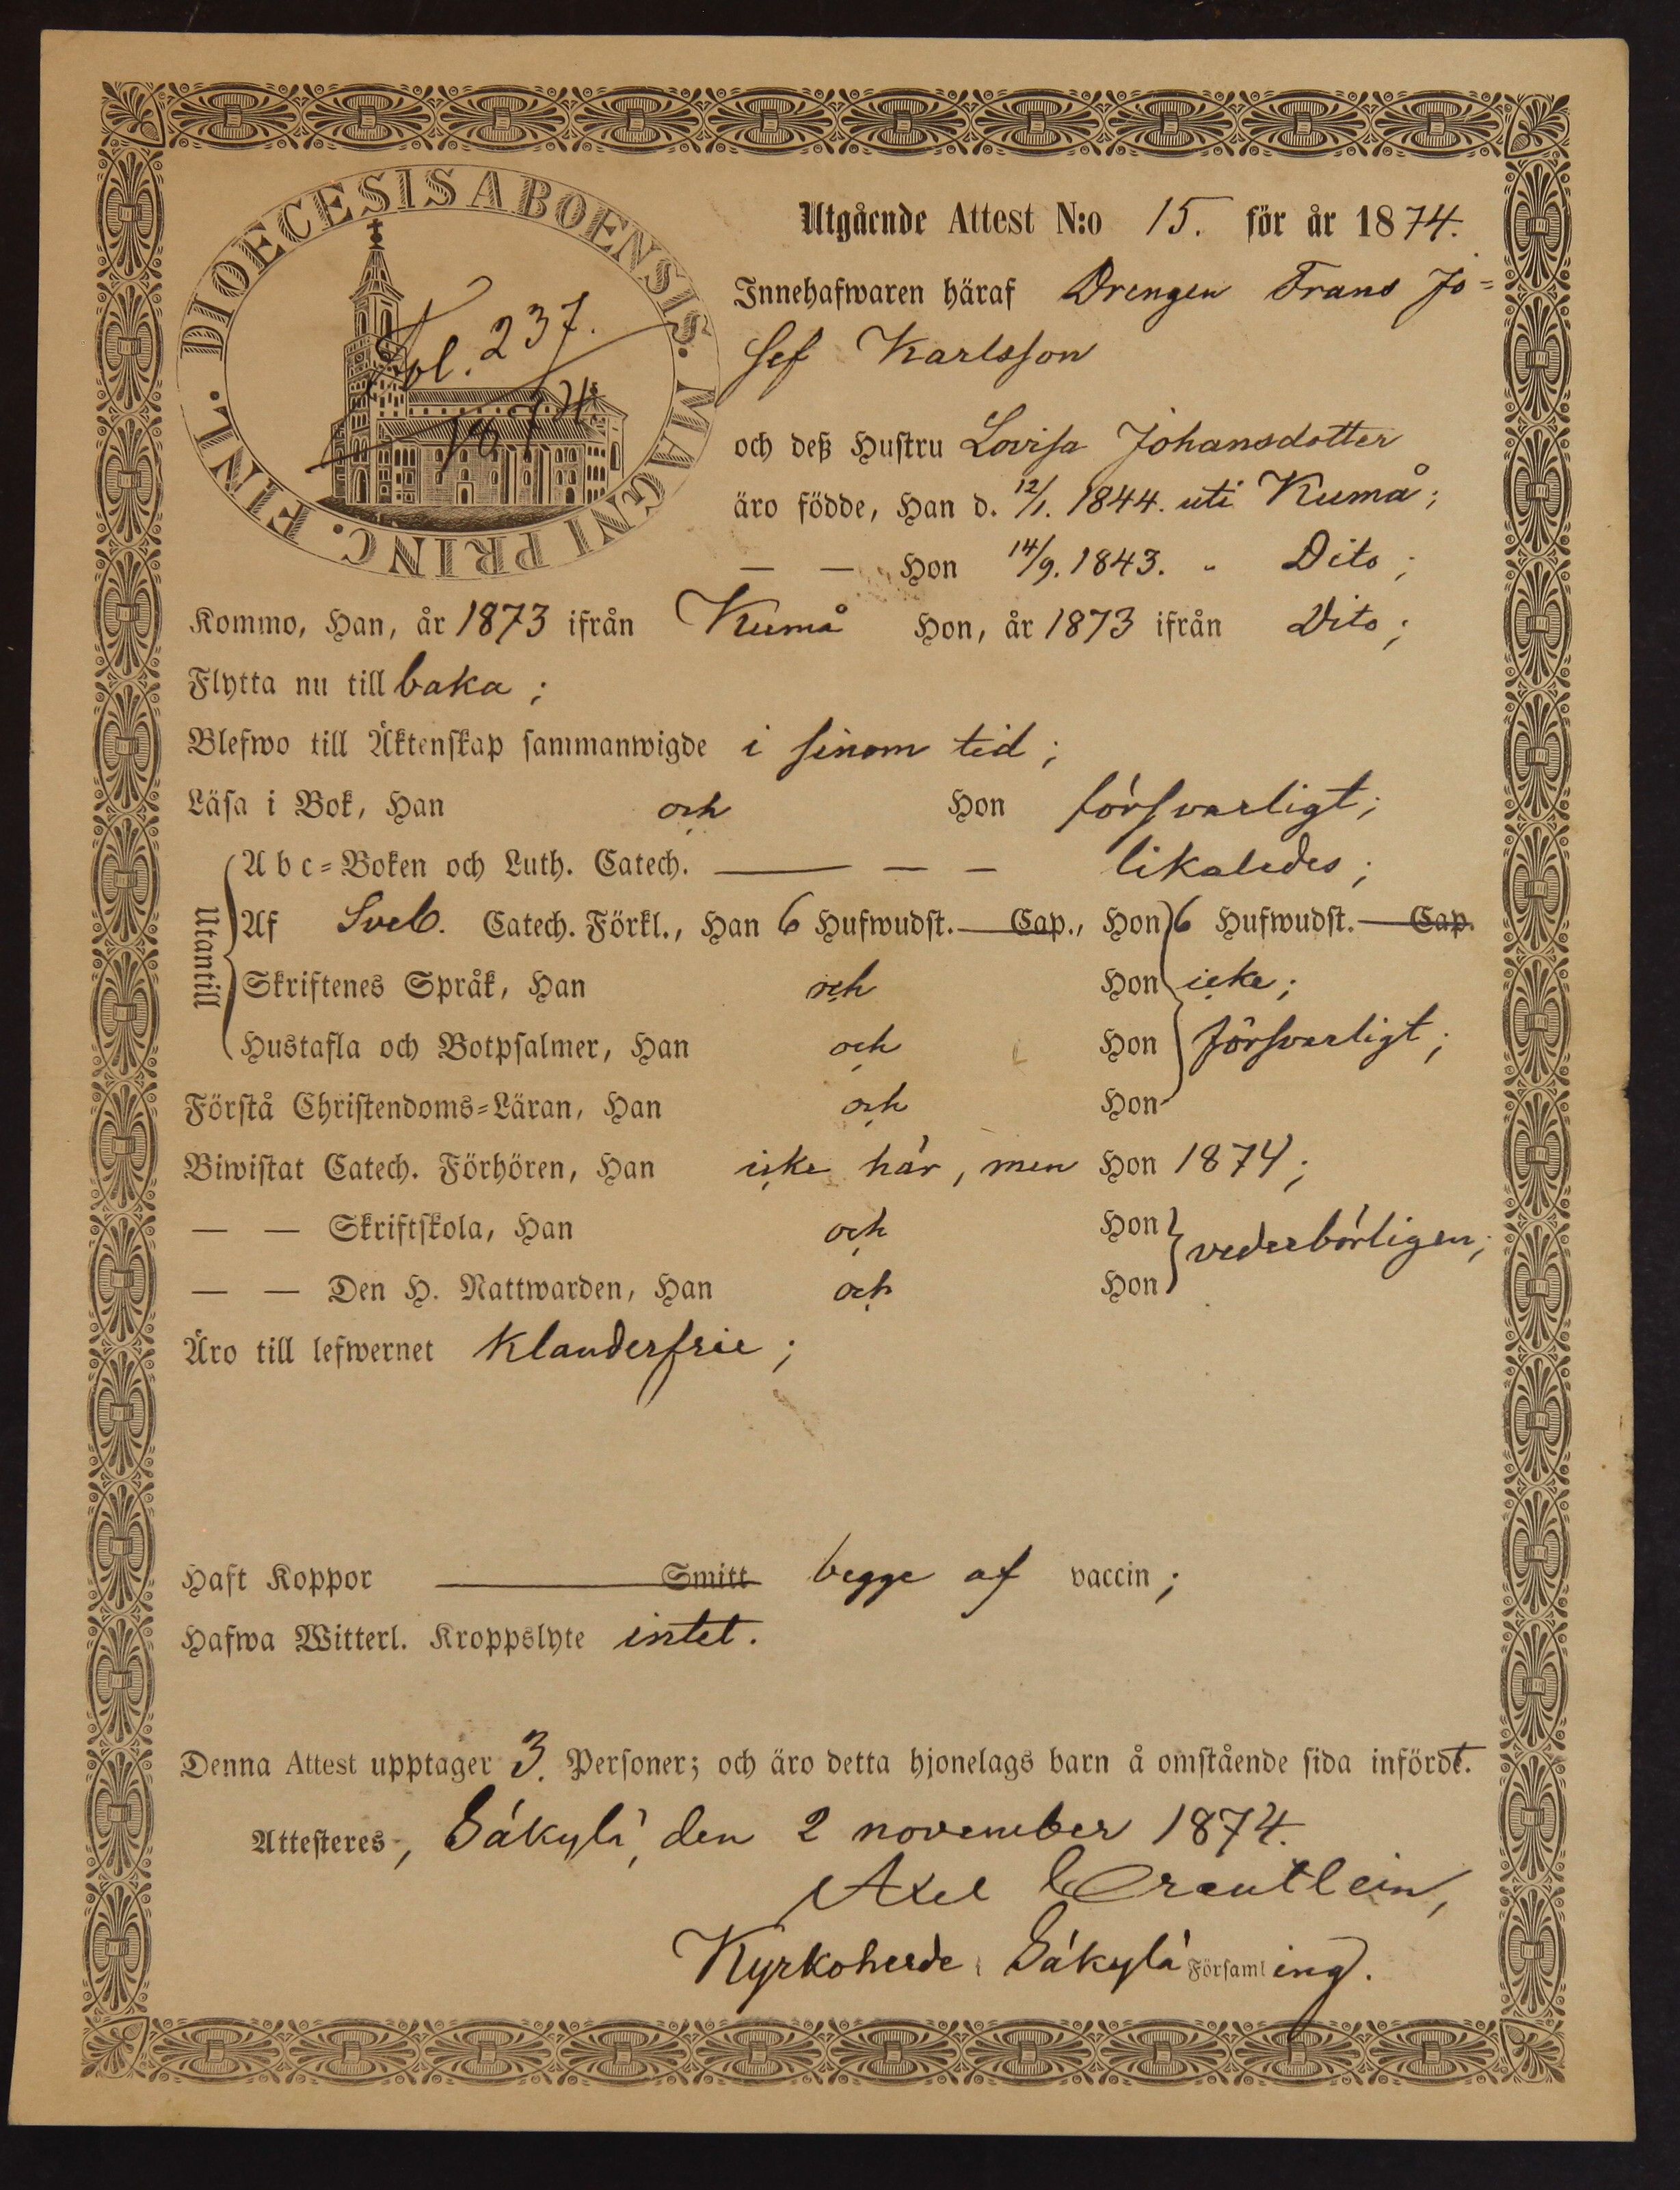 DIOECESIS ABOENSIS. MAGNI PRINC. FINL.
Fol. 237.
1874.
Utgående Attest N:o 15. för år 1874.
Innehafwaren häraf Drengen Frans Jo=
sef Karlsson
och deß Hustru Lovisa Johansdotter
äro födde, Han d. 12/1. 1844. uti Kumå;
— — Hon 14/9. 1843. " Dito;
Kommo, Han, år 1873 ifrån Kumå Hon, år 1873 ifrån Dito;
Flytta nu till baka;
Blefwo till Äktenskap sammanwigde i sinom tid;
Läsa i Bok, Han och Hon försvarligt;
Utantill
Abc=Boken och Luth. Catech. — — — likaledes;
Af Sveb. Catech. Förkl., Han 6 Hufwudst. Cap., Hon 6 Hufwudst. Cap.
Skriftenes Språk, Han och Hon icke;
Hustafla och Botpsalmer, Han och Hon försvarligt;
Förstå Christendoms=Läran, Han och Hon
Biwistat Catech. Förhören, Han icke här, men Hon 1874;
— — Skriftskola, Han och Hon vederbörligen;
— — Den H. Nattwarden, Han och Hon
Äro till lefwernet klanderfrie;
Haft Koppor Smitt begge af vaccin;
Hafwa Witterl. Kroppslyte intet.
Denna Attest upptager 3. Personer; och äro detta hjonelags barn å omstående sida infördt.
Attesteres, Säkylä, den 2 november 1874.
Axel Creutlein,
Kyrkoherde i Säkylä Församling.